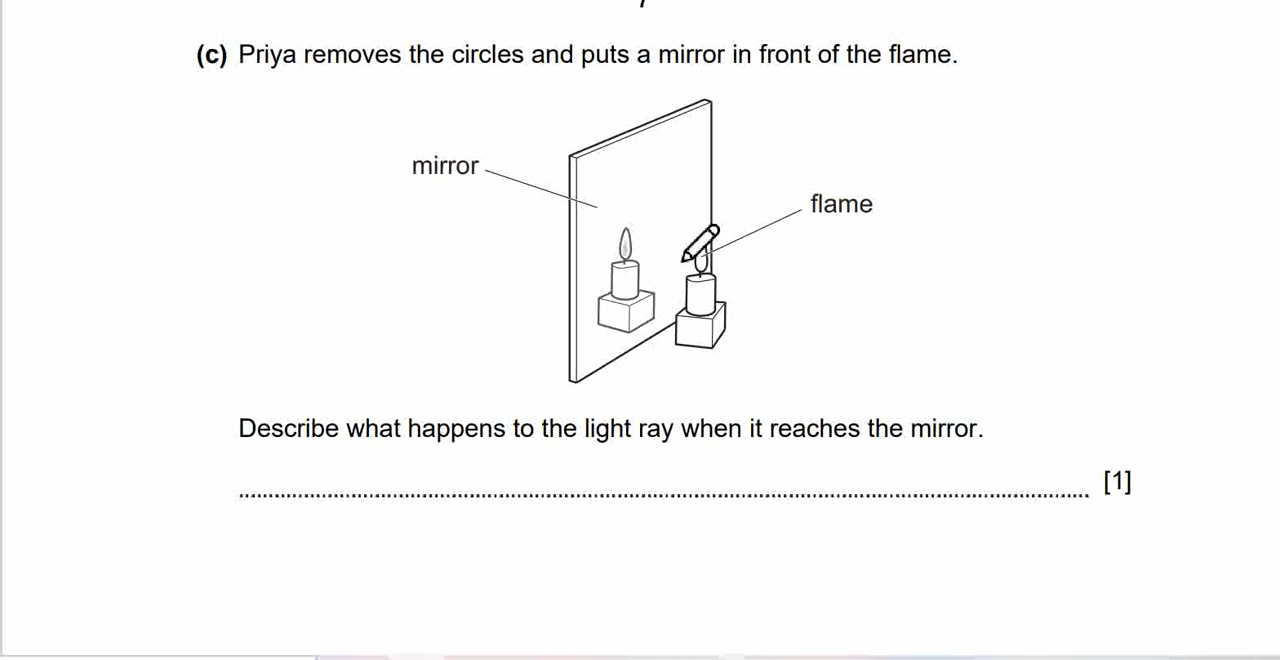 (c) Priya removes the circles and puts a mirror in front of the flame.
mirror
flame
Describe what happens to the light ray when it reaches the mirror.
[1]